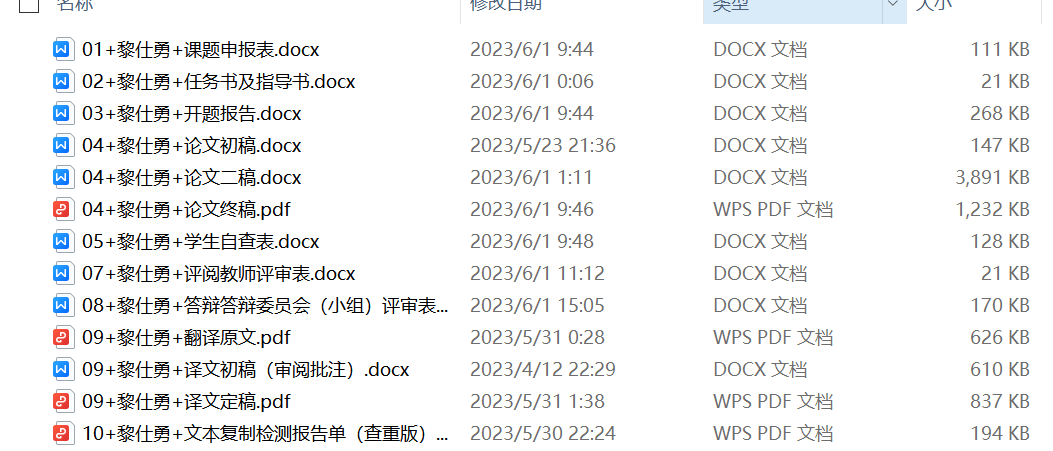 名称 修改日期 类型 大小
01+黎仕勇+课题申报表.docx 2023/6/1 9:44 DOCX 文档 111 KB
02+黎仕勇+任务书及指导书.docx 2023/6/1 0:06 DOCX 文档 21 KB
03+黎仕勇+开题报告.docx 2023/6/1 9:44 DOCX 文档 268 KB
04+黎仕勇+论文初稿.docx 2023/5/23 21:36 DOCX 文档 147 KB
04+黎仕勇+论文二稿.docx 2023/6/1 1:11 DOCX 文档 3,891 KB
04+黎仕勇+论文终稿.pdf 2023/6/1 9:46 WPS PDF 文档 1,232 KB
05+黎仕勇+学生自查表.docx 2023/6/1 9:48 DOCX 文档 128 KB
07+黎仕勇+评阅教师评审表.docx 2023/6/1 11:12 DOCX 文档 21 KB
08+黎仕勇+答辩答辩委员会（小组）评审表... 2023/6/1 15:05 DOCX 文档 170 KB
09+黎仕勇+翻译原文.pdf 2023/5/31 0:28 WPS PDF 文档 626 KB
09+黎仕勇+译文初稿（审阅批注）.docx 2023/4/12 22:29 DOCX 文档 610 KB
09+黎仕勇+译文定稿.pdf 2023/5/31 1:38 WPS PDF 文档 837 KB
10+黎仕勇+文本复制检测报告单（查重版）... 2023/5/30 22:24 WPS PDF 文档 194 KB